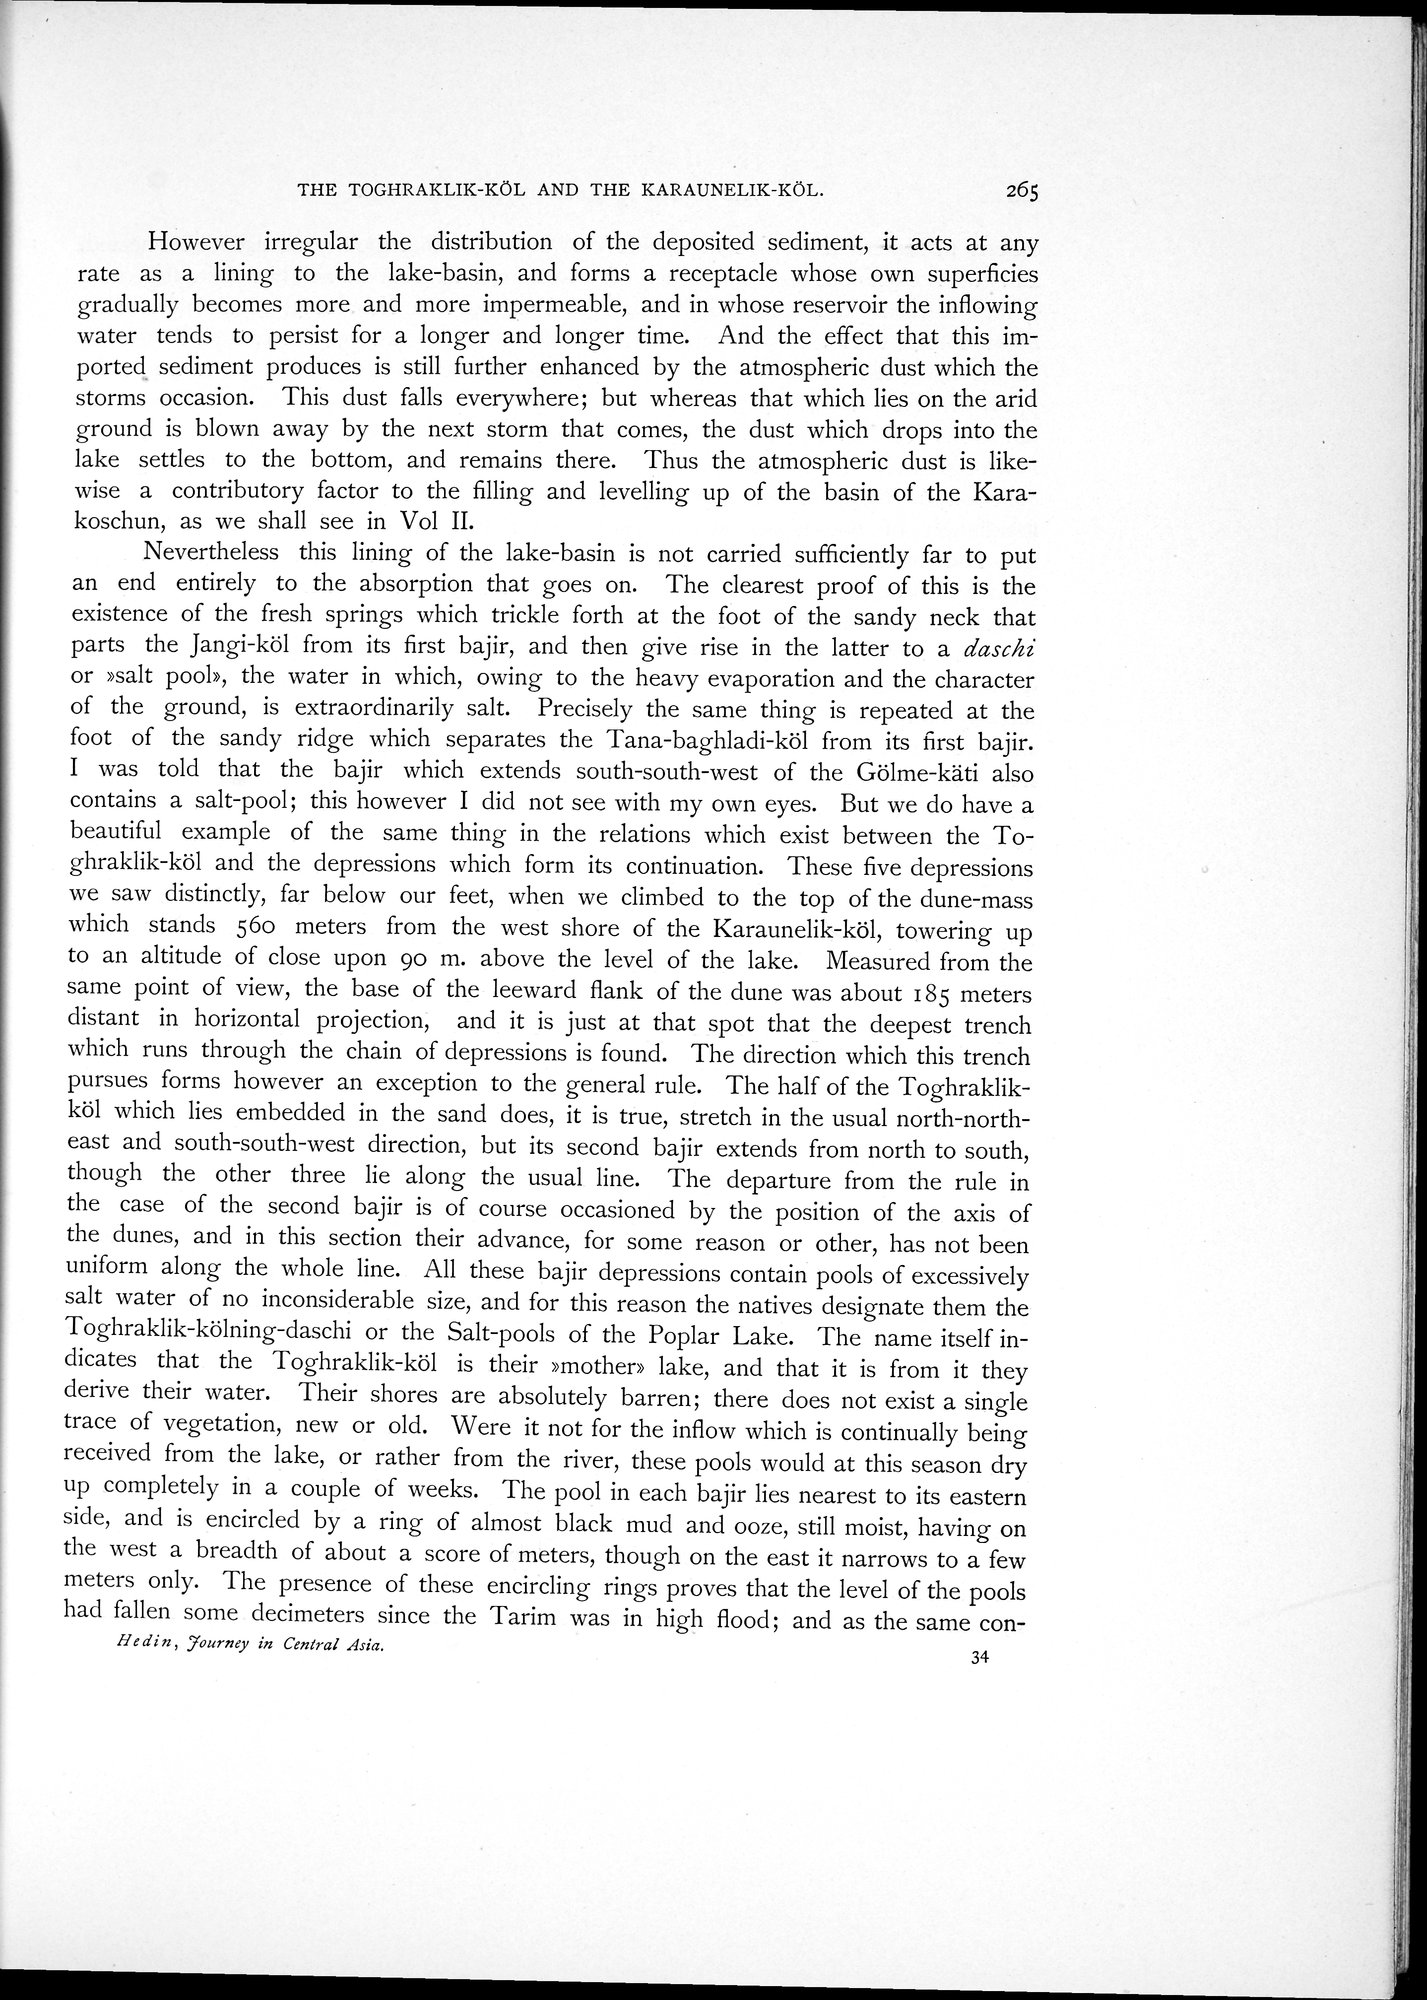 THE TOGHRAKLIK-KÖL AND THE KARAUNELIK-KÖL. 265
However irregular the distribution of the deposited sediment, it acts at any
rate as a lining to the lake-basin, and forms a receptacle whose own superficies
gradually becomes more and more impermeable, and in whose reservoir the inflowing
water tends to persist for a longer and longer time. And the effect that this im-
ported sediment produces is still further enhanced by the atmospheric dust which the
storms occasion. This dust falls everywhere; but whereas that which lies on the arid
ground is blown away by the next storm that comes, the dust which drops into the
lake settles to the bottom, and remains there. Thus the atmospheric dust is like-
wise a contributory factor to the filling and levelling up of the basin of the Kara-
koschun, as we shall see in Vol II.
Nevertheless this lining of the lake-basin is not carried sufficiently far to put
an end entirely to the absorption that goes on. The clearest proof of this is the
existence of the fresh springs which trickle forth at the foot of the sandy neck that
parts the Jangi-köl from its first bajir, and then give rise in the latter to a daschi
or »salt pool», the water in which, owing to the heavy evaporation and the character
of the ground, is extraordinarily salt. Precisely the same thing is repeated at the
foot of the sandy ridge which separates the Tana-baghladi-köl from its first bajir.
I was told that the bajir which extends south-south-west of the Gölme-käti also
contains a salt-pool; this however I did not see with my own eyes. But we do have a
beautiful example of the same thing in the relations which exist between the To-
ghraklik-köl and the depressions which form its continuation. These five depressions
we saw distinctly, far below our feet, when we climbed to the top of the dune-mass
which stands 560 meters from the west shore of the Karaunelik-köl, towering up
to an altitude of close upon 90 m. above the level of the lake. Measured from the
same point of view, the base of the leeward flank of the dune was about 185 meters
distant in horizontal projection, and it is just at that spot that the deepest trench
which runs through the chain of depressions is found. The direction which this trench
pursues forms however an exception to the general rule. The half of the Toghraklik-
köl which lies embedded in the sand does, it is true, stretch in the usual north-north-
east and south-south-west direction, but its second bajir extends from north to south,
though the other three lie along the usual line. The departure from the rule in
the case of the second bajir is of course occasioned by the position of the axis of
the dunes, and in this section their advance, for some reason or other, has not been
uniform along the whole line. All these bajir depressions contain pools of excessively
salt water of no inconsiderable size, and for this reason the natives designate them the
Toghraklik-kölning-daschi or the Salt-pools of the Poplar Lake. The name itself in-
dicates that the Toghraklik-köl is their »mother» lake, and that it is from it they
derive their water. Their shores are absolutely barren; there does not exist a single
trace of vegetation, new or old. Were it not for the inflow which is continually being
received from the lake, or rather from the river, these pools would at this season dry
up completely in a couple of weeks. The pool in each bajir lies nearest to its eastern
side, and is encircled by a ring of almost black mud and ooze, still moist, having on
the west a breadth of about a score of meters, though on the east it narrows to a few
meters only. The presence of these encircling rings proves that the level of the pools
had fallen some decimeters since the Tarim was in high flood; and as the same con-
Hedin, Journey in Central Asia. 34